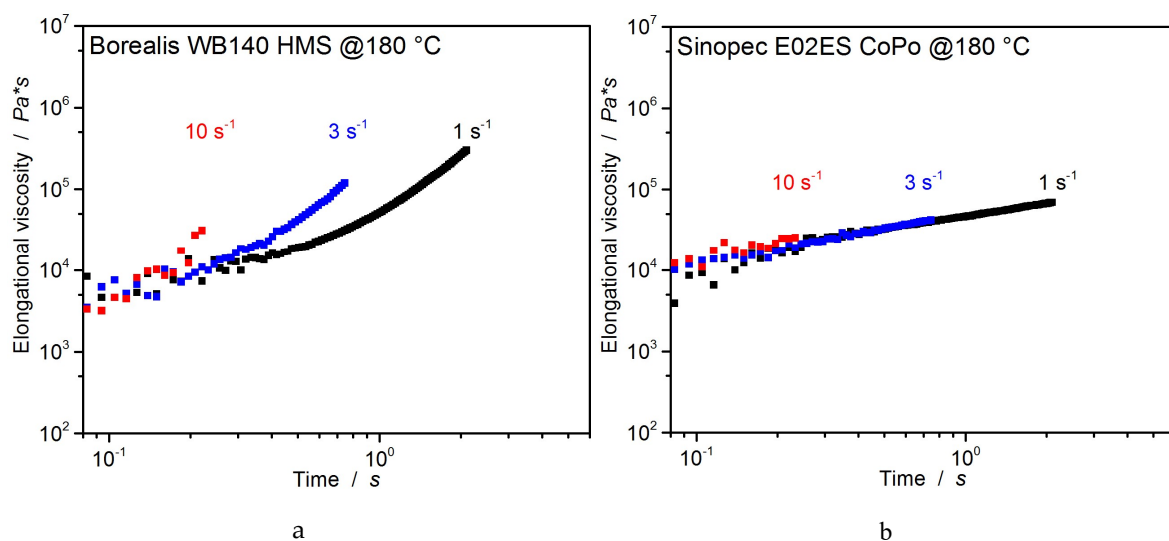 Borealis WB140 HMS @180 °C
10 s⁻¹
3 s⁻¹
1 s⁻¹
Elongational viscosity / Pa*s
10⁷
10⁶
10⁵
10⁴
10³
10²
10⁻¹
10⁰
Time / s
a
Sinopec E02ES CoPo @180 °C
10 s⁻¹
3 s⁻¹
1 s⁻¹
Elongational viscosity / Pa*s
10⁷
10⁶
10⁵
10⁴
10³
10²
10⁻¹
10⁰
Time / s
b